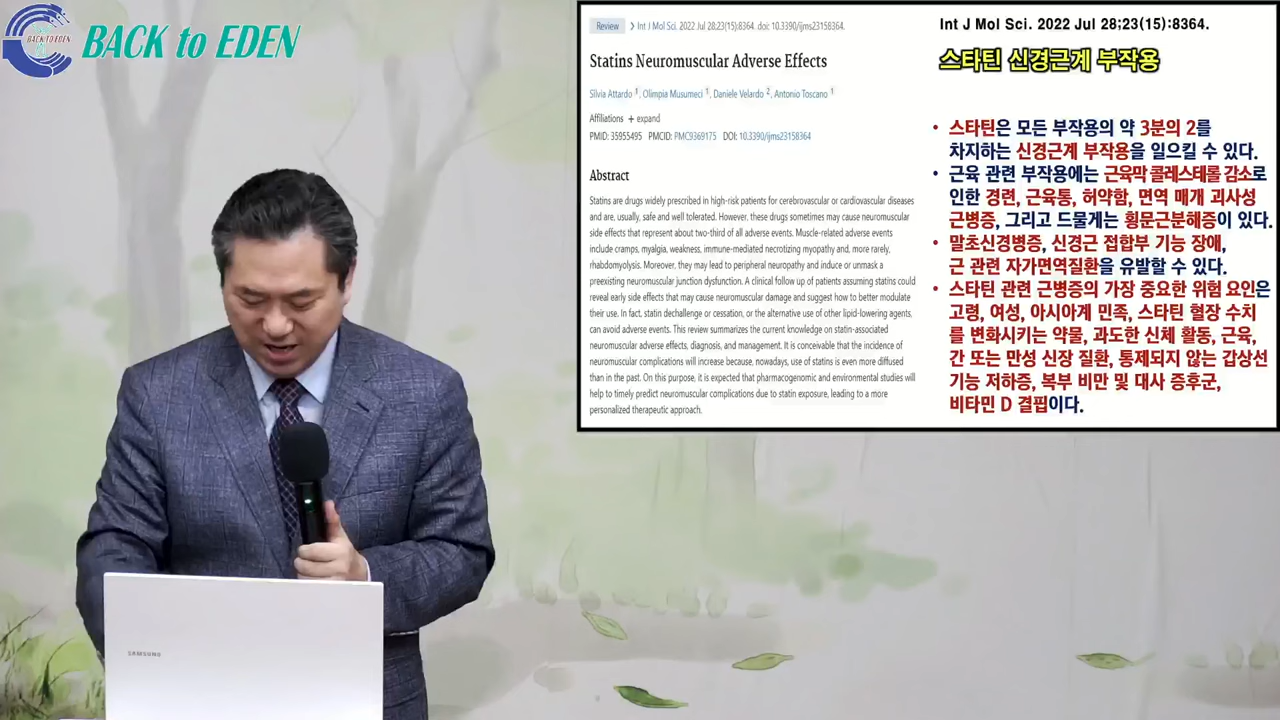 BACK to EDEN
BACK to EDEN
Review > Int J Mol Sci. 2022 Jul 28;23(15):8364. doi: 10.3390/ijms23158364.
Statins Neuromuscular Adverse Effects
Silvia Attardo 1, Olimpia Musumeci 1, Daniele Velardo 2, Antonio Toscano 1
Affiliations + expand
PMID: 35955495 PMCID: PMC9369175 DOI: 10.3390/ijms23158364
Abstract
Statins are drugs widely prescribed in high-risk patients for cerebrovascular or cardiovascular diseases
and are, usually, safe and well tolerated. However, these drugs sometimes may cause neuromuscular
side effects that represent about two-third of all adverse events. Muscle-related adverse events
include cramps, myalgia, weakness, immune-mediated necrotizing myopathy and, more rarely,
rhabdomyolysis. Moreover, they may lead to peripheral neuropathy and induce or unmask a
preexisting neuromuscular junction dysfunction. A clinical follow up of patients assuming statins could
reveal early side effects that may cause neuromuscular damage and suggest how to better modulate
their use. In fact, statin dechallenge or cessation, or the alternative use of other lipid-lowering agents,
can avoid adverse events. This review summarizes the current knowledge on statin-associated
neuromuscular adverse effects, diagnosis, and management. It is conceivable that the incidence of
neuromuscular complications will increase because, nowadays, use of statins is even more diffused
than in the past. On this purpose, it is expected that pharmacogenomic and environmental studies will
help to timely predict neuromuscular complications due to statin exposure, leading to a more
personalized therapeutic approach.
Int J Mol Sci. 2022 Jul 28;23(15):8364.
스타틴 신경근계 부작용
• 스타틴은 모든 부작용의 약 3분의 2를
차지하는 신경근계 부작용을 일으킬 수 있다.
• 근육 관련 부작용에는 근육막 콜레스테롤 감소로
인한 경련, 근육통, 허약함, 면역 매개 괴사성
근병증, 그리고 드물게는 횡문근분해증이 있다.
• 말초신경병증, 신경근 접합부 기능 장애,
근 관련 자가면역질환을 유발할 수 있다.
• 스타틴 관련 근병증의 가장 중요한 위험 요인은
고령, 여성, 아시아계 민족, 스타틴 혈장 수치
를 변화시키는 약물, 과도한 신체 활동, 근육,
간 또는 만성 신장 질환, 통제되지 않는 갑상선
기능 저하증, 복부 비만 및 대사 증후군,
비타민 D 결핍이다.
SAMSUNG